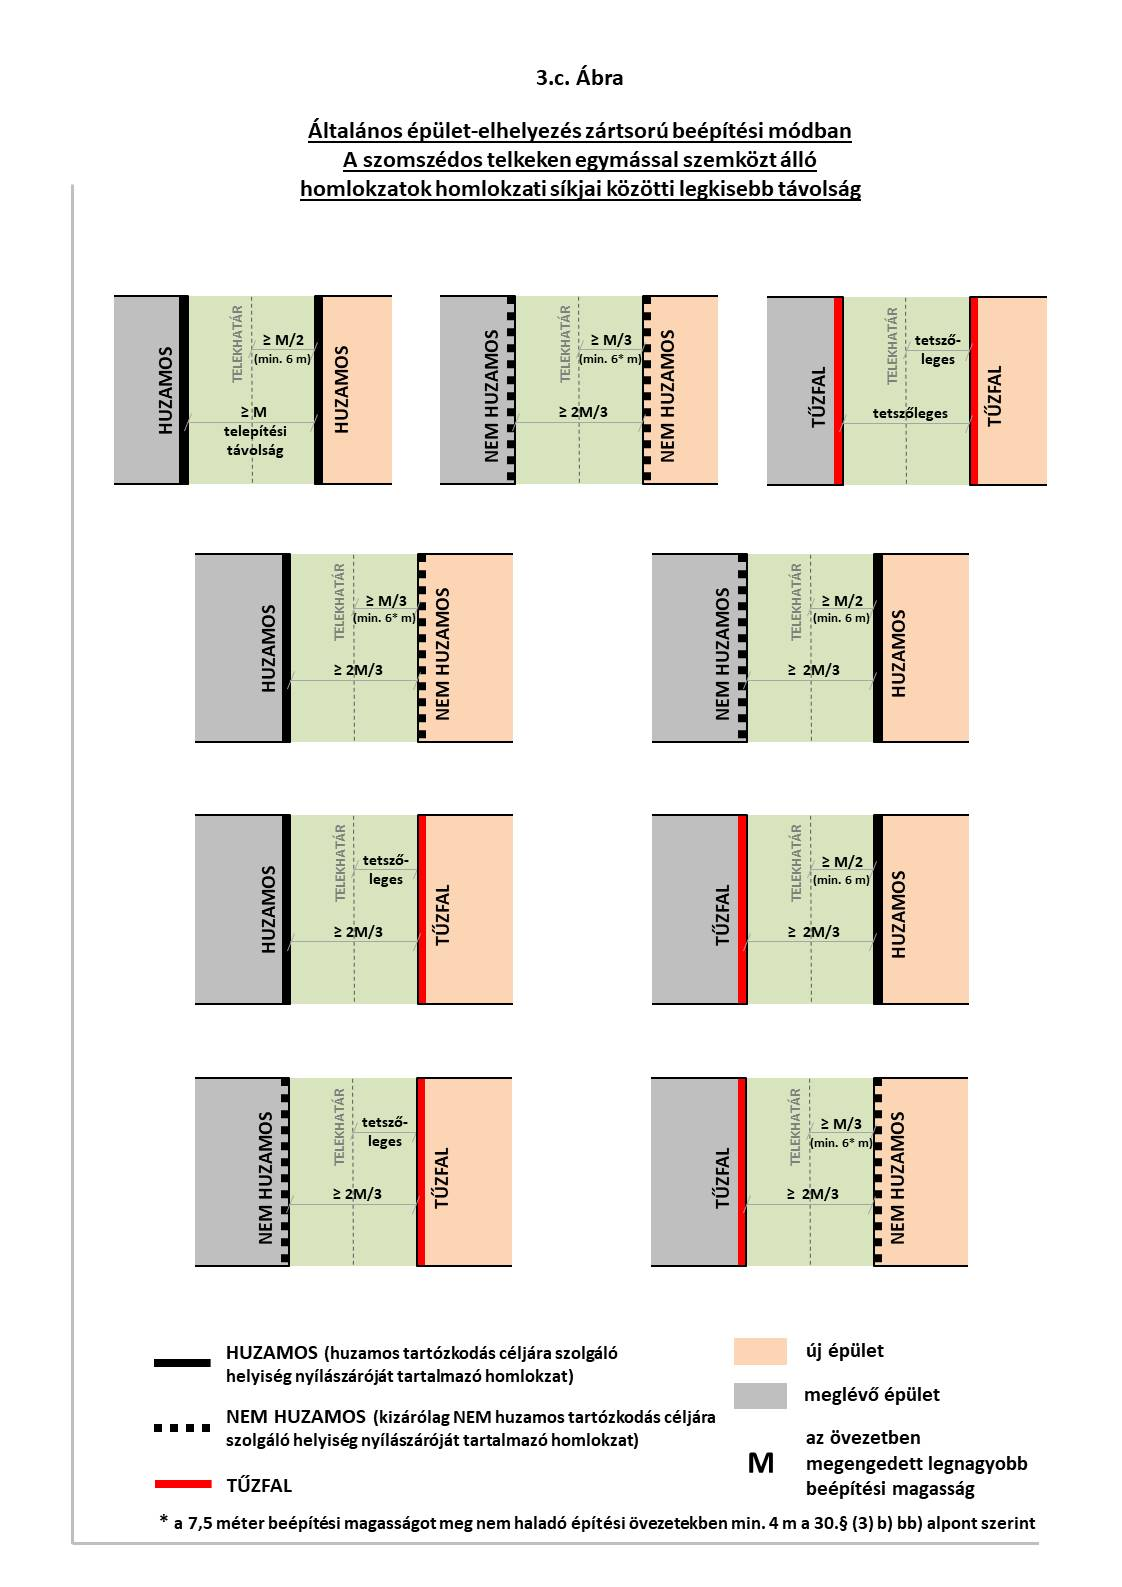 3.c. Ábra
Általános épület-elhelyezés zártsorú beépítési módban
A szomszédos telkeken egymással szemközt álló
homlokzatok homlokzati síkjai közötti legkisebb távolság
HUZAMOS
TELEKHATÁR
≥ M/2
(min. 6 m)
≥ M
telepítési
távolság
HUZAMOS
NEM HUZAMOS
TELEKHATÁR
≥ M/3
(min. 6* m)
≥ 2M/3
NEM HUZAMOS
TŰZFAL
TELEKHATÁR
tetsző-
leges
tetszőleges
TŰZFAL
HUZAMOS
TELEKHATÁR
≥ M/3
(min. 6* m)
≥ 2M/3
NEM HUZAMOS
NEM HUZAMOS
TELEKHATÁR
≥ M/2
(min. 6 m)
≥ 2M/3
HUZAMOS
HUZAMOS
TELEKHATÁR
tetsző-
leges
≥ 2M/3
TŰZFAL
TŰZFAL
TELEKHATÁR
≥ M/2
(min. 6 m)
≥ 2M/3
HUZAMOS
NEM HUZAMOS
TELEKHATÁR
tetsző-
leges
≥ 2M/3
TŰZFAL
TŰZFAL
TELEKHATÁR
≥ M/3
(min. 6* m)
≥ 2M/3
NEM HUZAMOS
HUZAMOS (huzamos tartózkodás céljára szolgáló
helyiség nyílászáróját tartalmazó homlokzat)
NEM HUZAMOS (kizárólag NEM huzamos tartózkodás céljára
szolgáló helyiség nyílászáróját tartalmazó homlokzat)
TŰZFAL
új épület
meglévő épület
M
az övezetben
megengedett legnagyobb
beépítési magasság
* a 7,5 méter beépítési magasságot meg nem haladó építési övezetekben min. 4 m a 30.§ (3) b) bb) alpont szerint